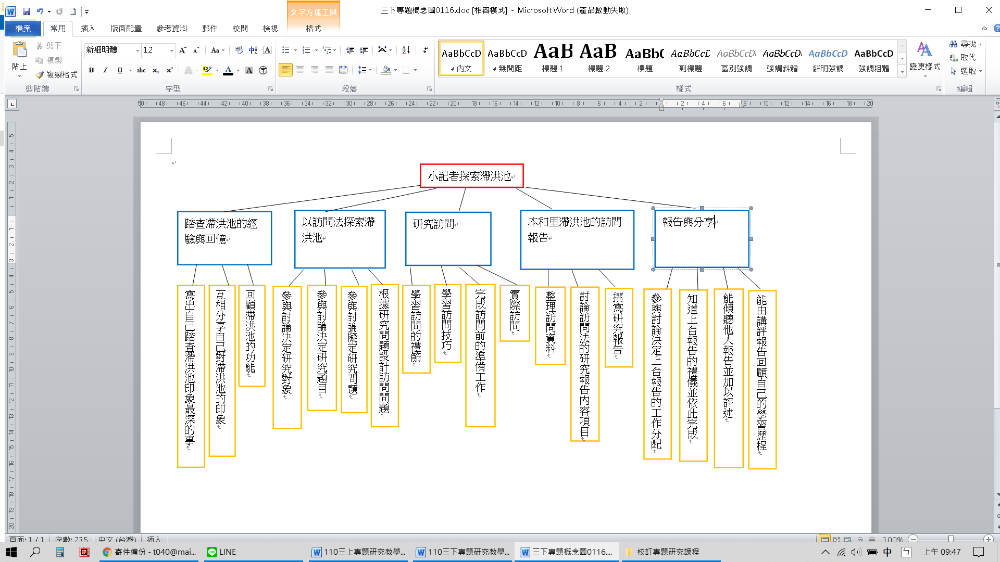 三下專題概念圖0116.doc [相容模式] - Microsoft Word (產品啟動失敗)
文字方塊工具
檔案 常用 插入 版面配置 參考資料 郵件 校閱 檢視 格式
貼上
剪下
複製
複製格式
剪貼簿
新細明體 12
字型
段落
AaBbCcD AaBbCcD AaB AaB AaBbC AaBbCcD AaBbCcD AaBbCcD AaBbCcD AaBbCcD
內文 無間距 標題 1 標題 2 標題 副標題 區別強調 強調斜體 鮮明強調 強調粗體
樣式
變更樣式
尋找
取代
選取
編輯
小記者探索滯洪池
踏查滯洪池的經
驗與回憶
以訪問法探索滯
洪池
研究訪問
本和里滯洪池的訪問
報告
報告與分享
寫出自己踏查滯洪池印象最深的事
互相分享自己對滯洪池的印象
回顧滯洪池的功能
參與討論決定研究對象
參與討論決定研究題目
參與討論擬定研究問題
根據研究問題設計訪問問題
學習訪問的禮節
學習訪問技巧
完成訪問前的準備工作
實際訪問
整理訪問資料
討論訪問法的研究報告內容項目
撰寫研究報告
參與討論決定上台報告的工作分配
知道上台報告的禮儀並依此完成
能傾聽他人報告並加以評述
能由講評報告回顧自己的學習歷程
頁面: 1 / 1 字數: 235 中文 (台灣) 插入 100%
寄件備份 - t040@mai... LINE 110三上專題研究教學... 110三下專題研究教學... 三下專題概念圖0116.... 校訂專題研究課程 中 ㄅ 上午 09:47